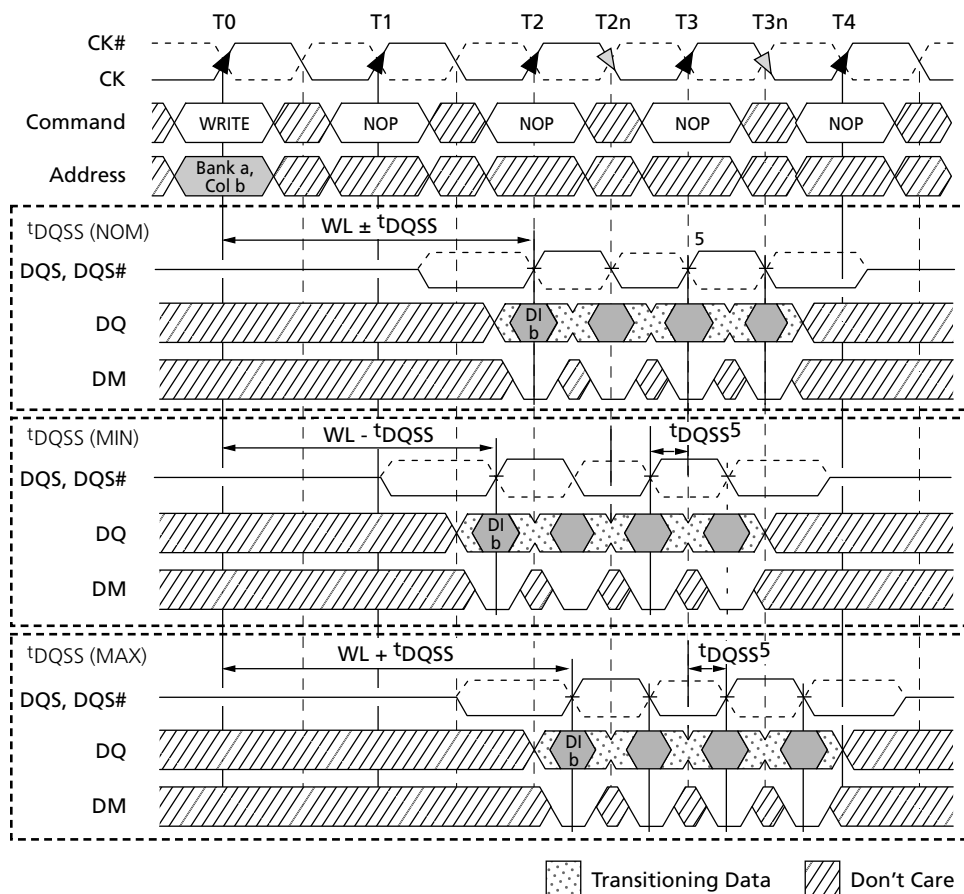 T0 T1 T2 T2n T3 T3n T4
CK#
CK
Command WRITE NOP NOP NOP NOP
Address Bank a, Col b
tDQSS (NOM) WL ± tDQSS 5
DQS, DQS#
DQ DI b
DM
tDQSS (MIN) WL - tDQSS tDQSS5
DQS, DQS#
DQ DI b
DM
tDQSS (MAX) WL + tDQSS tDQSS5
DQS, DQS#
DQ DI b
DM
Transitioning Data Don't Care